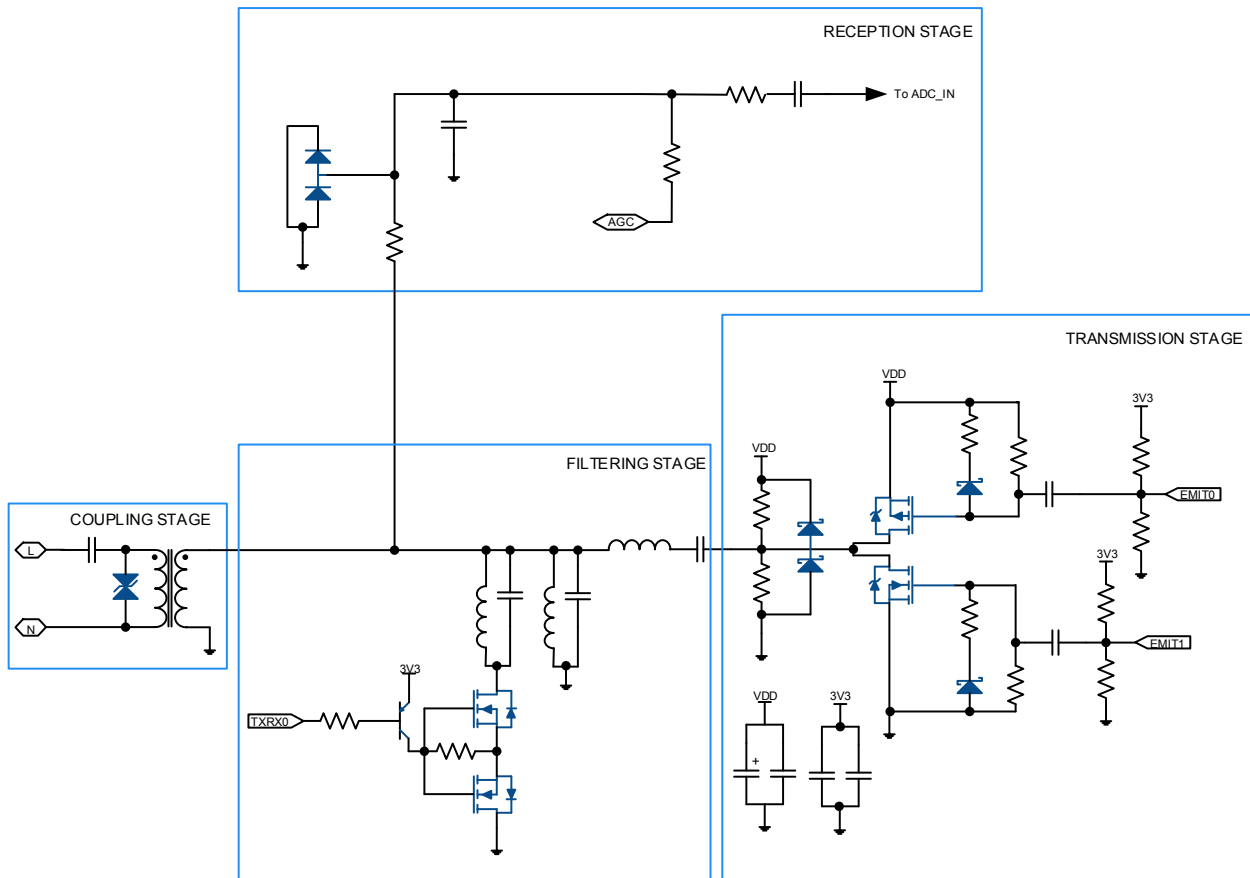 RECEPTION STAGE
To ADC_IN
AGC
TRANSMISSION STAGE
VDD
3V3
VDD
FILTERING STAGE
EMIT0
COUPLING STAGE
L
3V3
N
EMIT1
3V3
VDD
3V3
TXRX0
+